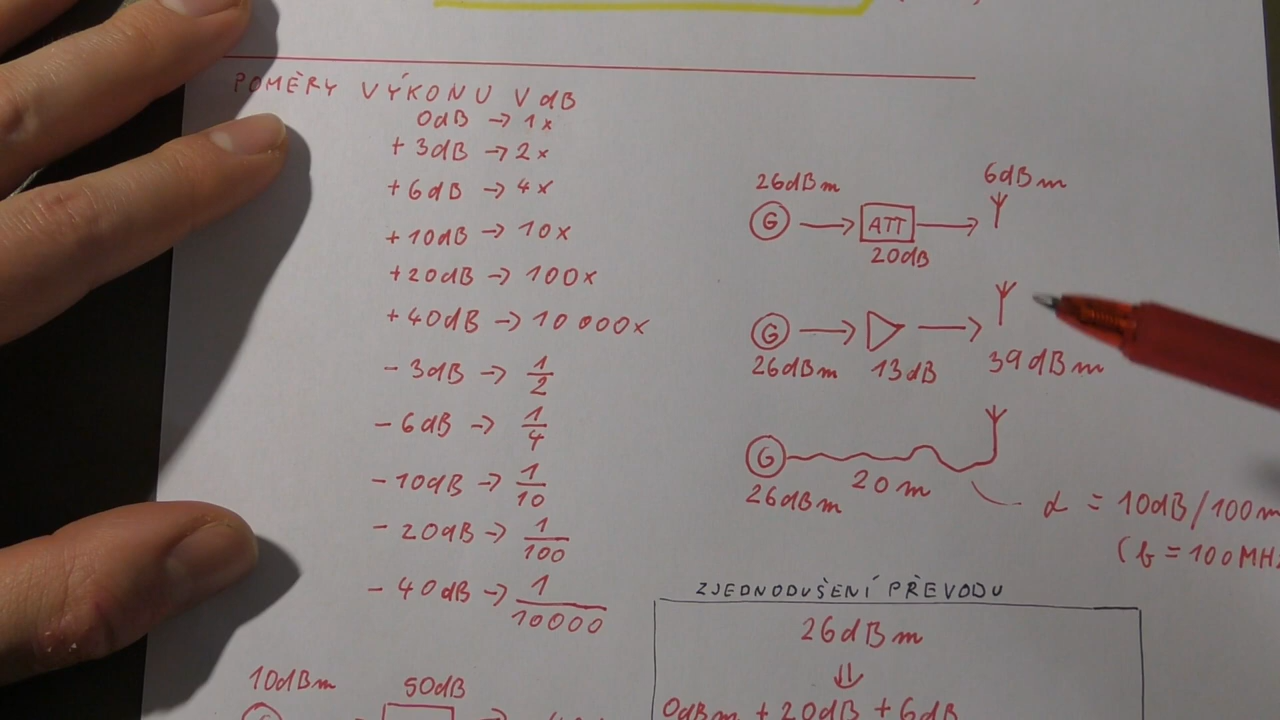 POMĚRY VÝKONU V dB
0dB → 1x
+ 3dB → 2x
+ 6dB → 4x
+ 10dB → 10x
+ 20dB → 100x
+ 40dB → 10 000x
- 3dB → 1/2
- 6dB → 1/4
- 10dB → 1/10
- 20dB → 1/100
- 40dB → 1/10000
10dBm 50dB
G
26dBm 6dBm
G → ATT →
20dB
G → →
26dBm 13dB 39dBm
G
20m
26dBm
α = 10dB/100m
(f = 100MHz
ZJEDNODUŠENÍ PŘEVODU
26dBm
⇓
0dBm + 20dB + 6dB